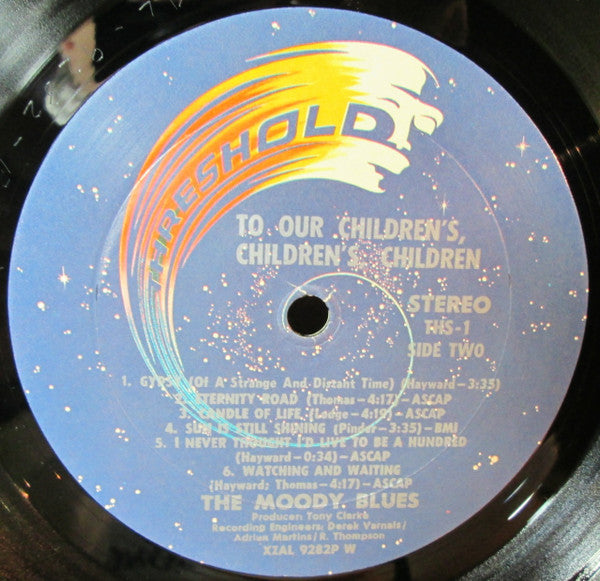 THRESHOLD
TO OUR CHILDREN'S,
CHILDREN'S, CHILDREN
STEREO
THS-1
SIDE TWO
1. GYPSY (Of A Strange And Distant Time) (Hayward—3:35)
2. ETERNITY ROAD (Thomas—4:17)—ASCAP
3. CANDLE OF LIFE (Lodge—4:19)—ASCAP
4. SUN IS STILL SHINING (Pinder—3:35)—BMI
5. I NEVER THOUGHT I'D LIVE TO BE A HUNDRED
(Hayward—0:34)—ASCAP
6. WATCHING AND WAITING
(Hayward; Thomas—4:17)—ASCAP
THE MOODY BLUES
Producer: Tony Clarke
Recording Engineers: Derek Varnals/
Adrian Martins/R. Thompson
XZAL 9282P W